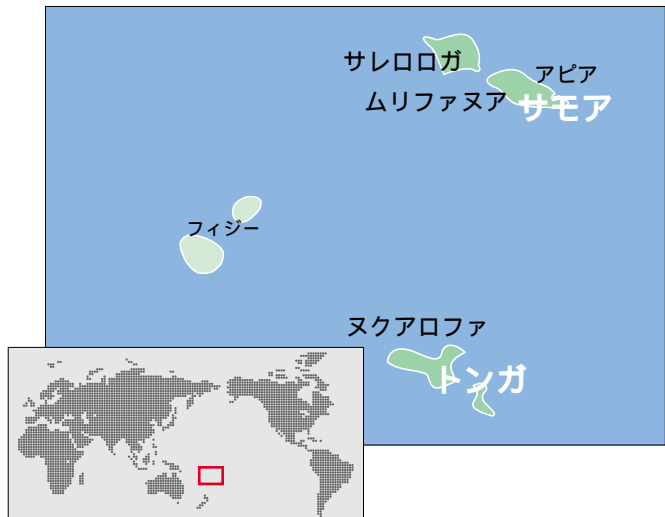 サレロロガ
アピア
ムリファヌア
サモア
フィジー
ヌクアロファ
トンガ